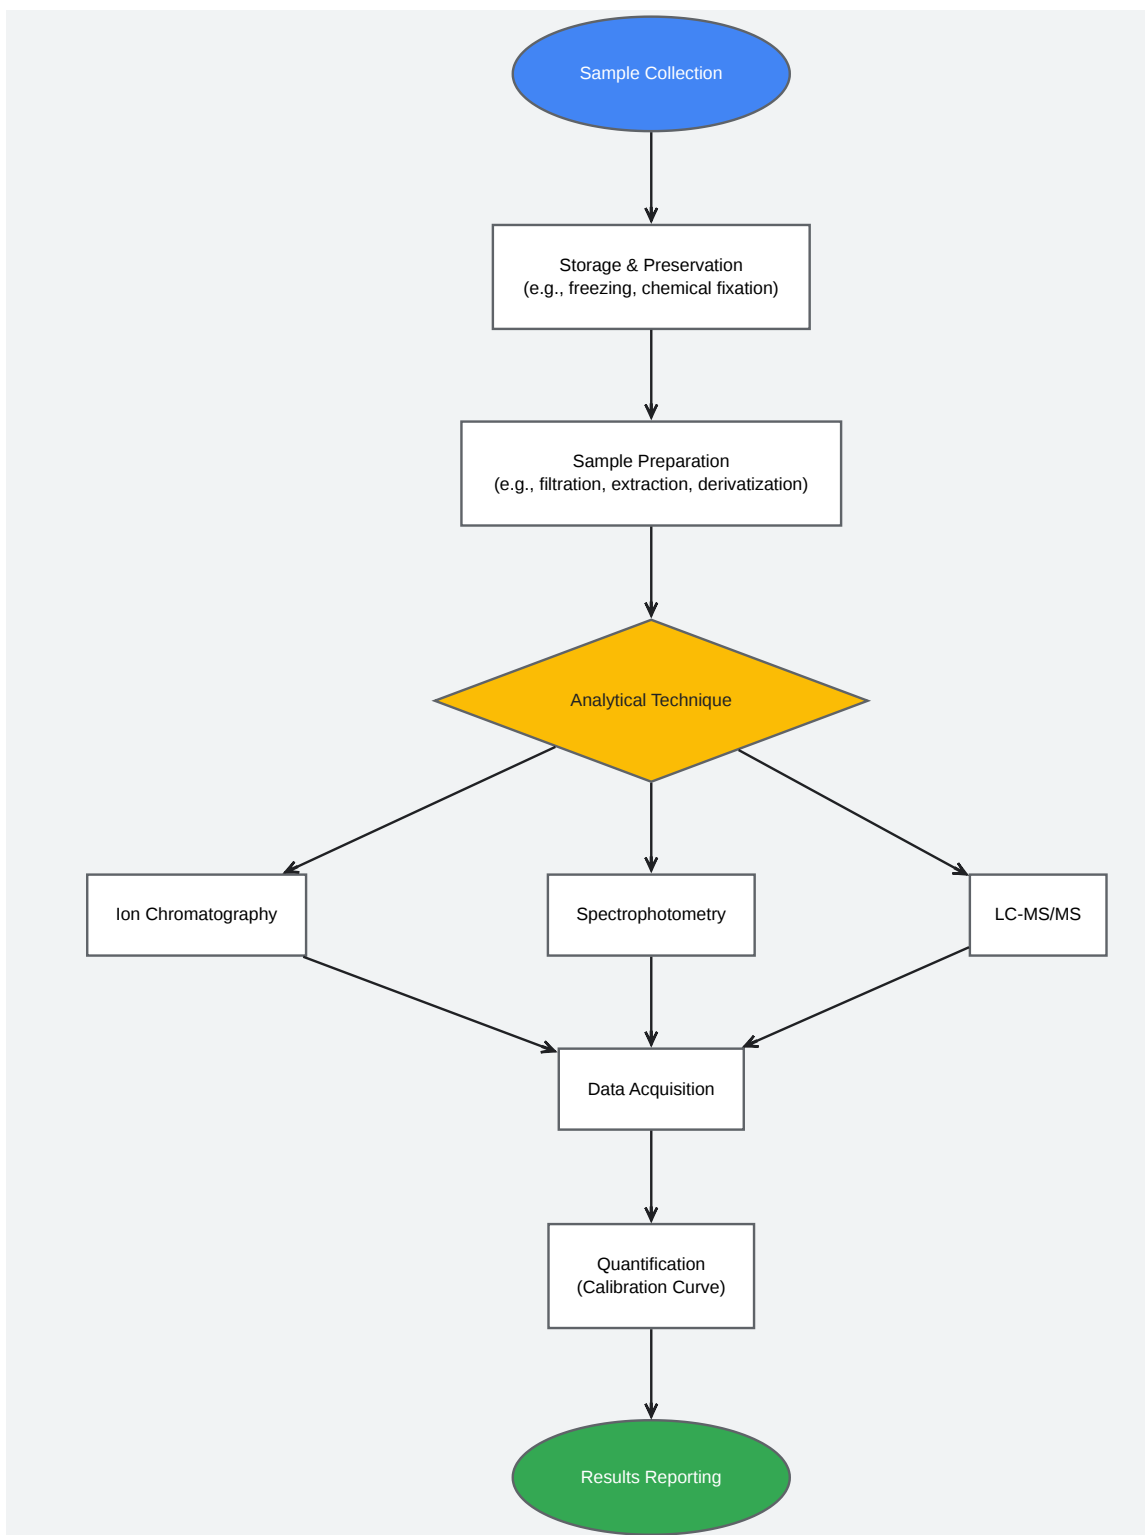 Sample Collection
Storage & Preservation
(e.g., freezing, chemical fixation)
Sample Preparation
(e.g., filtration, extraction, derivatization)
Analytical Technique
Ion Chromatography
Spectrophotometry
LC-MS/MS
Data Acquisition
Quantification
(Calibration Curve)
Results Reporting